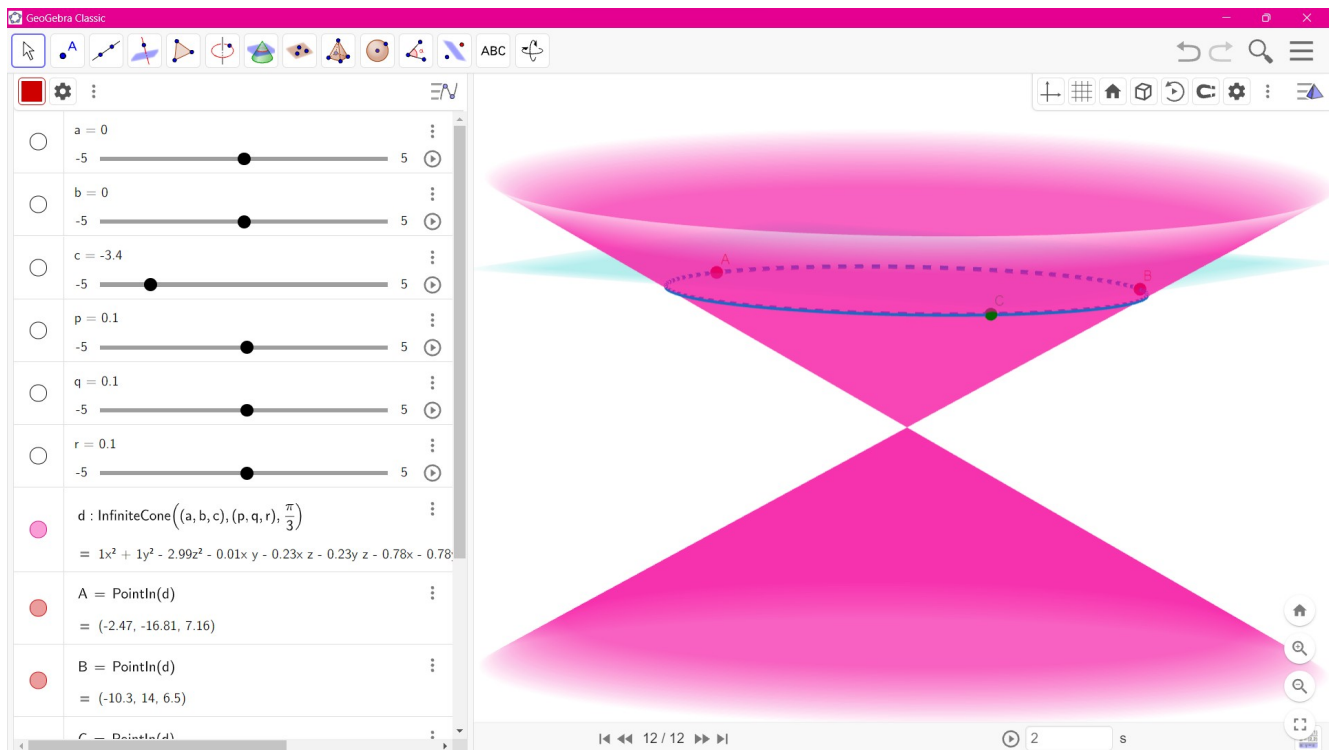 GeoGebra Classic
A
ABC
a = 0
-5 5
b = 0
-5 5
c = -3.4
-5 5
p = 0.1
-5 5
q = 0.1
-5 5
r = 0.1
-5 5
d : InfiniteCone((a, b, c), (p, q, r), π/3)
= 1x² + 1y² - 2.99z² - 0.01x y - 0.23x z - 0.23y z - 0.78x - 0.78
A = PointIn(d)
= (-2.47, -16.81, 7.16)
B = PointIn(d)
= (-10.3, 14, 6.5)
C = PointIn(d)
A
B
C
12 / 12
2 s